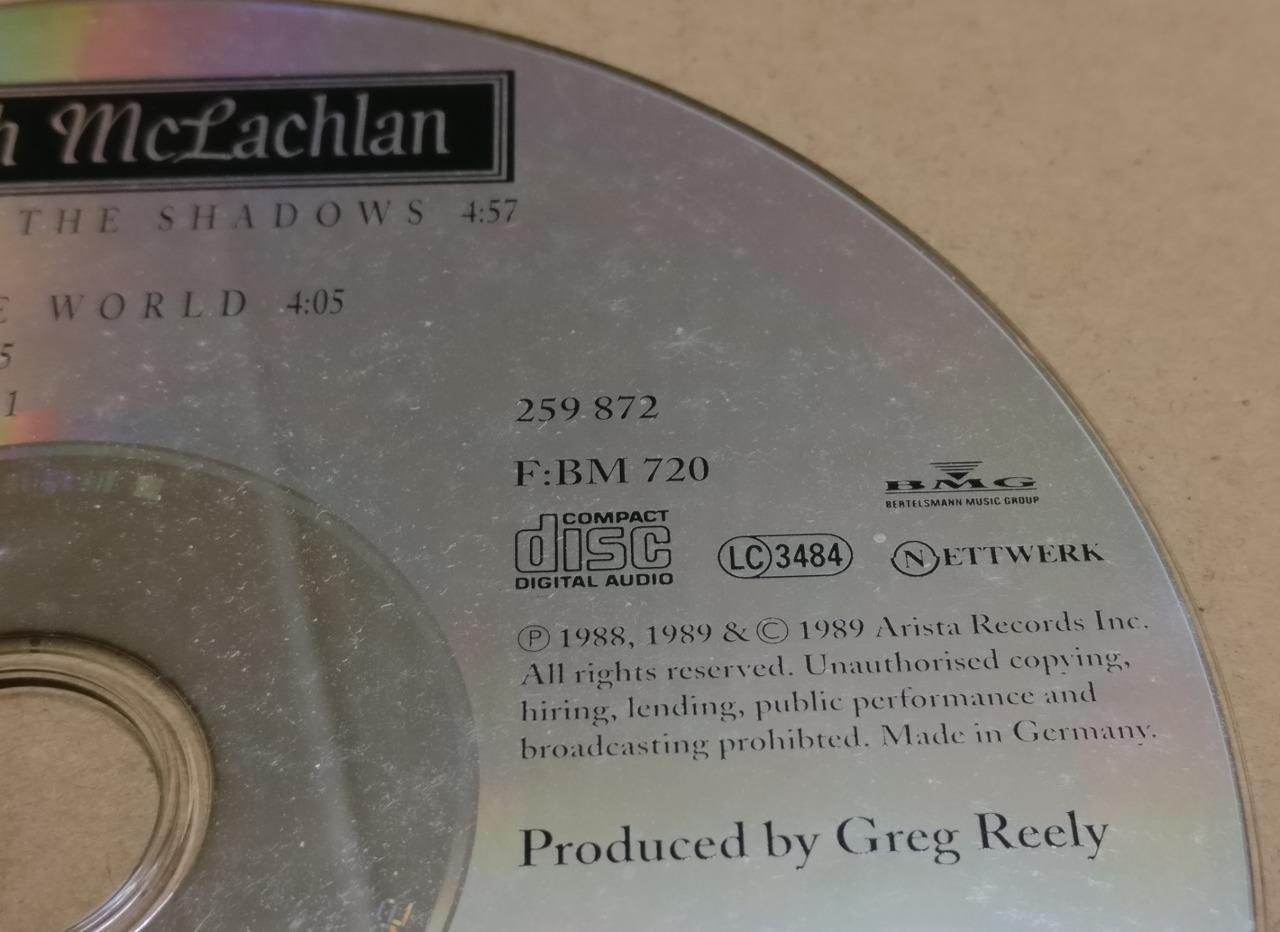 h McLachlan
THE SHADOWS 4:57
E WORLD 4:05
5
1
259 872
F:BM 720
BMG
BERTELSMANN MUSIC GROUP
COMPACT
disc
DIGITAL AUDIO
LC 3484
NETTWERK
Ⓟ 1988, 1989 & © 1989 Arista Records Inc.
All rights reserved. Unauthorised copying,
hiring, lending, public performance and
broadcasting prohibted. Made in Germany.
Produced by Greg Reely